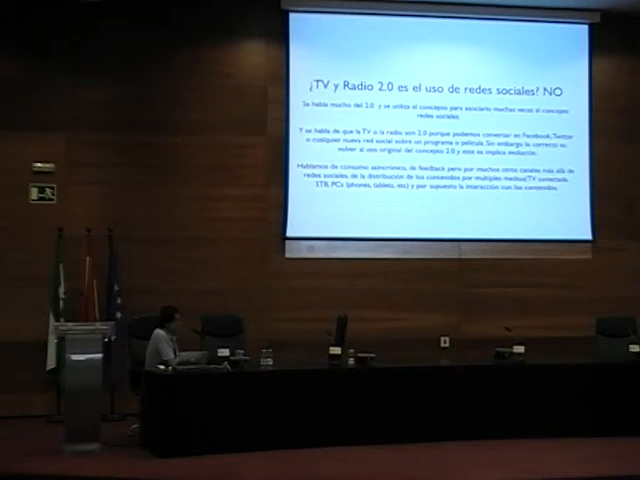 ¿TV y Radio 2.0 es el uso de redes sociales? NO
Se habla mucho del 2.0 y se utiliza el concepto para asociarlo muchas veces al concepto
redes sociales
Y se habla de que la TV o la radio son 2.0 porque podemos conversar en Facebook, Twitter
o cualquier nueva red social sobre un programa o película. Sin embargo lo correcto es
volver al uso original del concepto 2.0 y este es implica evolución.
Hablamos de consumo asincrónico, de feedback pero por muchos otros canales más allá de
redes sociales, de la distribución de los contenidos por multiples medios(TV conectada,
STB, PCs (phones, tablets, etc) y por supuesto la interacción con los contenidos